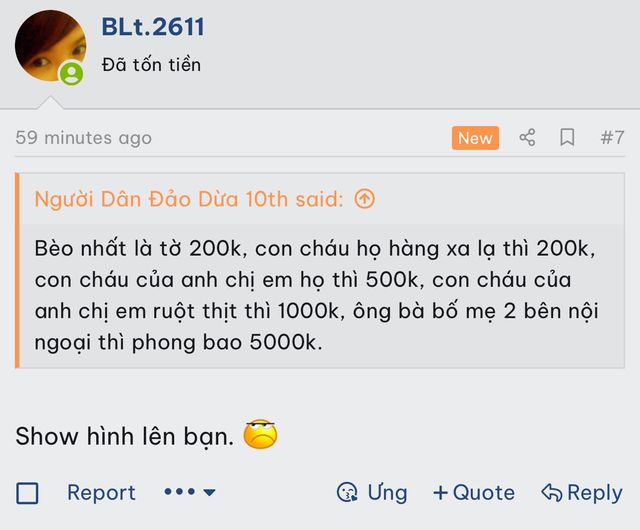 BLt.2611
Đã tốn tiền
59 minutes ago
New
#7
Người Dân Đảo Dừa 10th said:
Bèo nhất là tờ 200k, con cháu họ hàng xa lạ thì 200k,
con cháu của anh chị em họ thì 500k, con cháu của
anh chị em ruột thịt thì 1000k, ông bà bố mẹ 2 bên nội
ngoại thì phong bao 5000k.
Show hình lên bạn.
Report
Ưng
+Quote
Reply